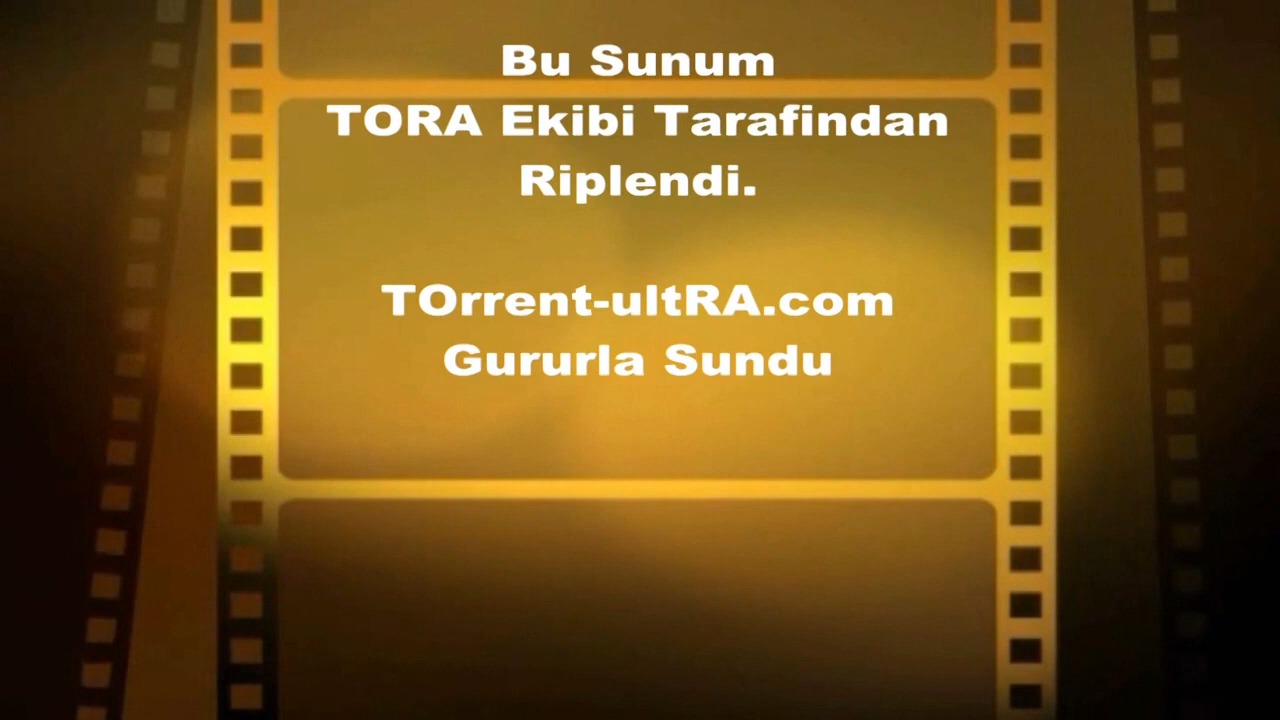 Bu Sunum
TORA Ekibi Tarafindan
Riplendi.
TOrrent-ultRA.com
Gururla Sundu